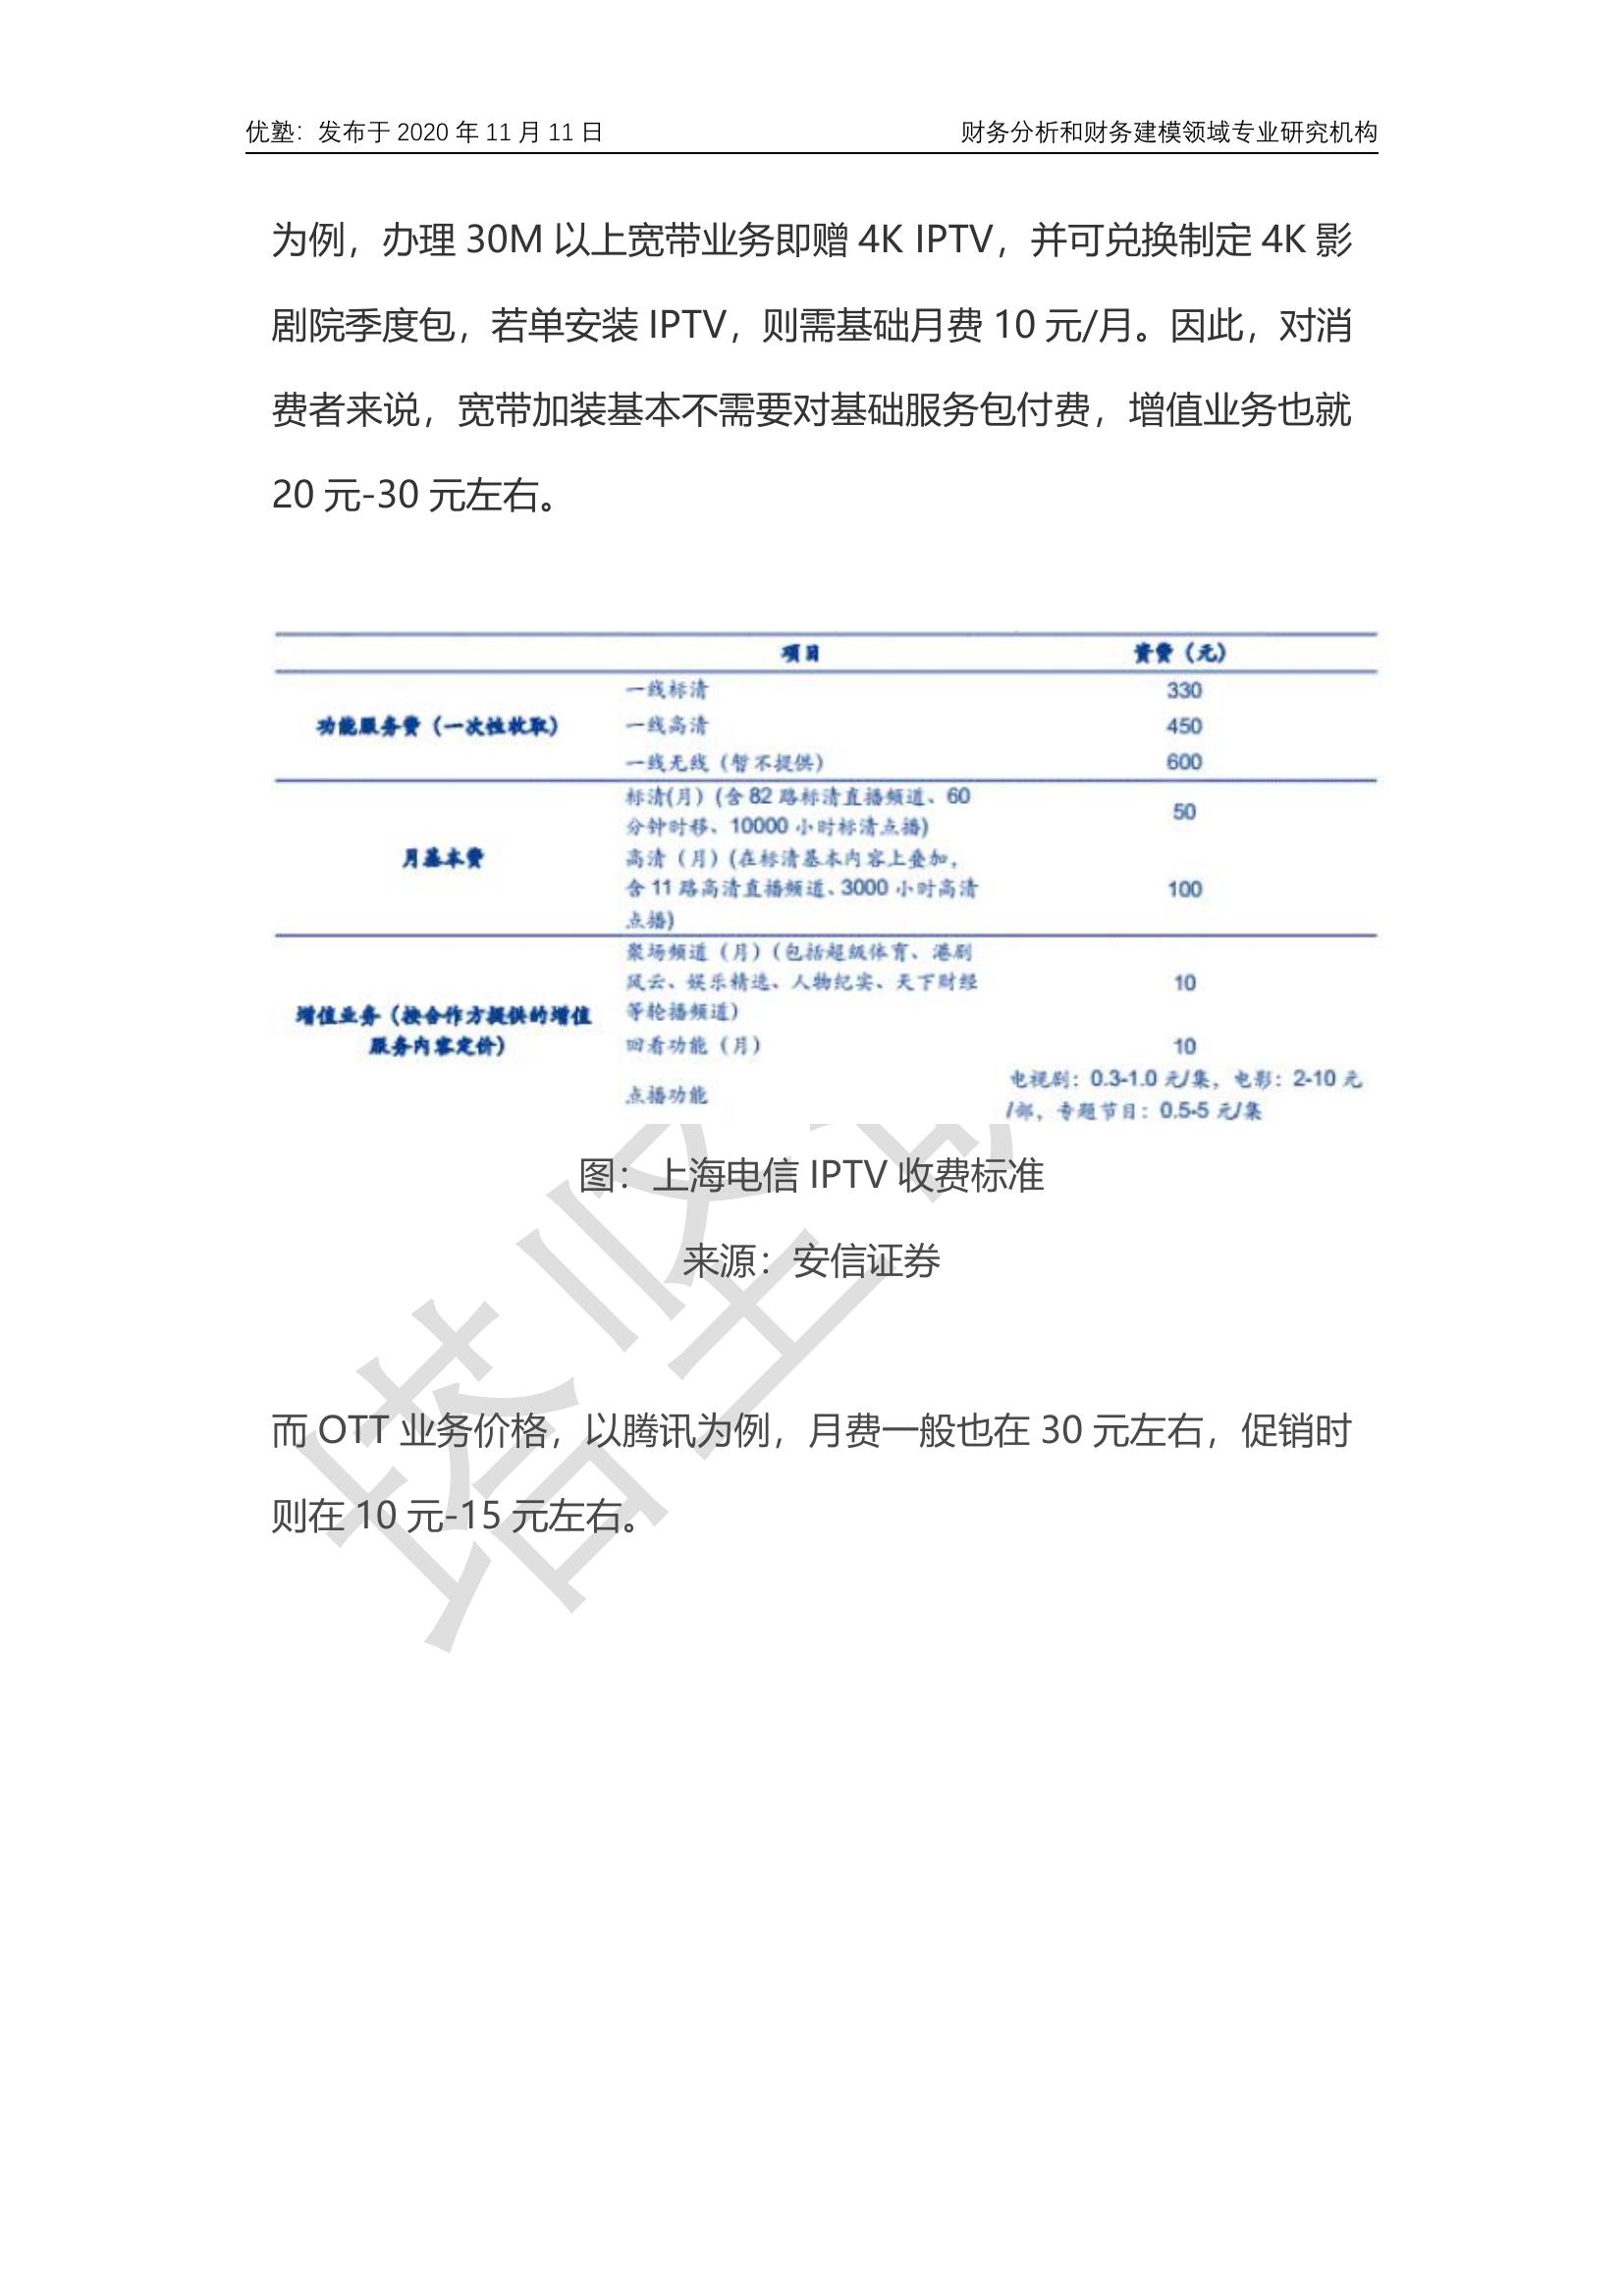 优塾：发布于 2020 年 11 月 11 日 财务分析和财务建模领域专业研究机构
为例，办理 30M 以上宽带业务即赠 4K IPTV，并可兑换制定 4K 影
剧院季度包，若单安装 IPTV，则需基础月费 10 元/月。因此，对消
费者来说，宽带加装基本不需要对基础服务包付费，增值业务也就
20 元-30 元左右。
项目 资费（元）
一线标清 330
功能服务费（一次性收取） 一线高清 450
一线无线（暂不提供） 600
标清(月)（含 82 路标清直播频道、60
分钟时移、10000 小时标清点播) 50
月基本费 高清（月）(在标清基本内容上叠加，
含 11 路高清直播频道、3000 小时高清 100
点播)
聚场频道（月）(包括超级体育、港剧
风云、娱乐精选、人物纪实、天下财经 10
等轮播频道)
增值业务（按合作方提供的增值
服务内容定价） 回看功能（月） 10
点播功能 电视剧：0.3-1.0 元/集，电影：2-10 元
/部，专题节目：0.5-5 元/集
图：上海电信 IPTV 收费标准
来源：安信证券
而 OTT 业务价格，以腾讯为例，月费一般也在 30 元左右，促销时
则在 10 元-15 元左右。
塔坚